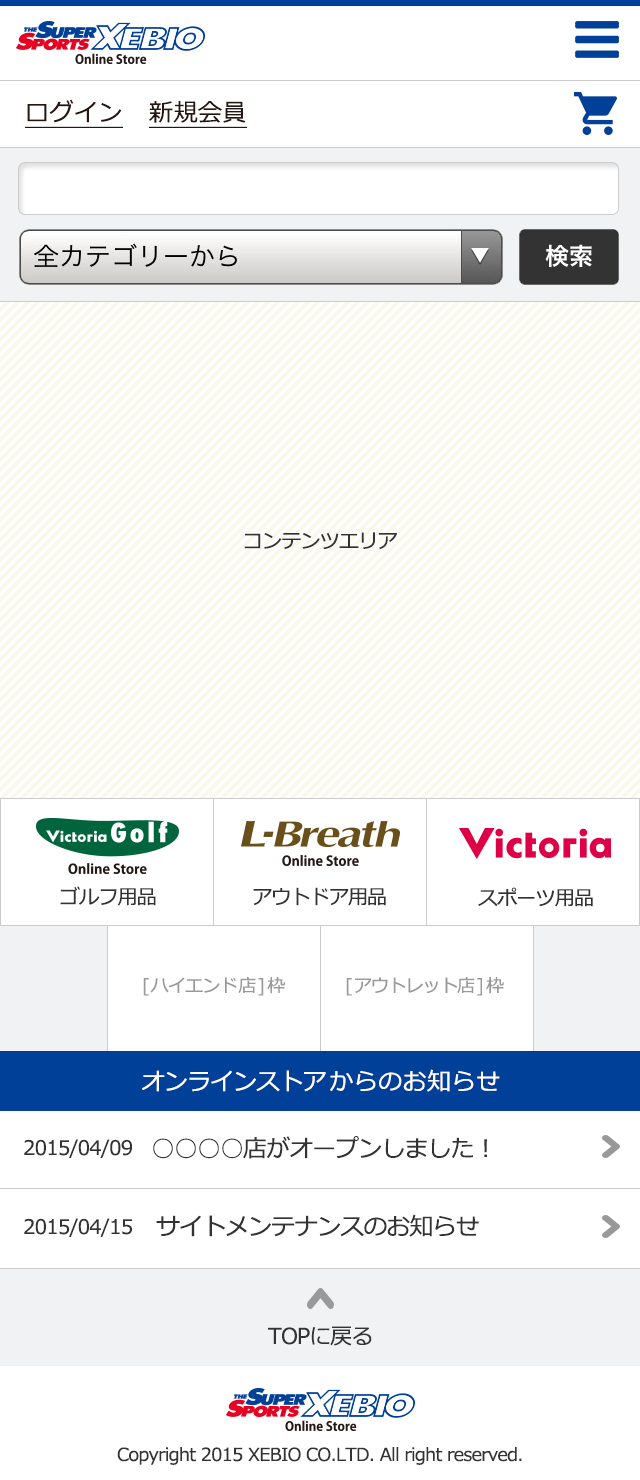 THE SUPER SPORTS XEBIO
Online Store
ログイン 新規会員
全カテゴリーから 検索
コンテンツエリア
Victoria Golf
Online Store
ゴルフ用品
L-Breath
Online Store
アウトドア用品
Victoria
スポーツ用品
[ハイエンド店]枠 [アウトレット店]枠
オンラインストアからのお知らせ
2015/04/09 〇〇〇〇店がオープンしました！
2015/04/15 サイトメンテナンスのお知らせ
TOPに戻る
THE SUPER SPORTS XEBIO
Online Store
Copyright 2015 XEBIO CO.LTD. All right reserved.